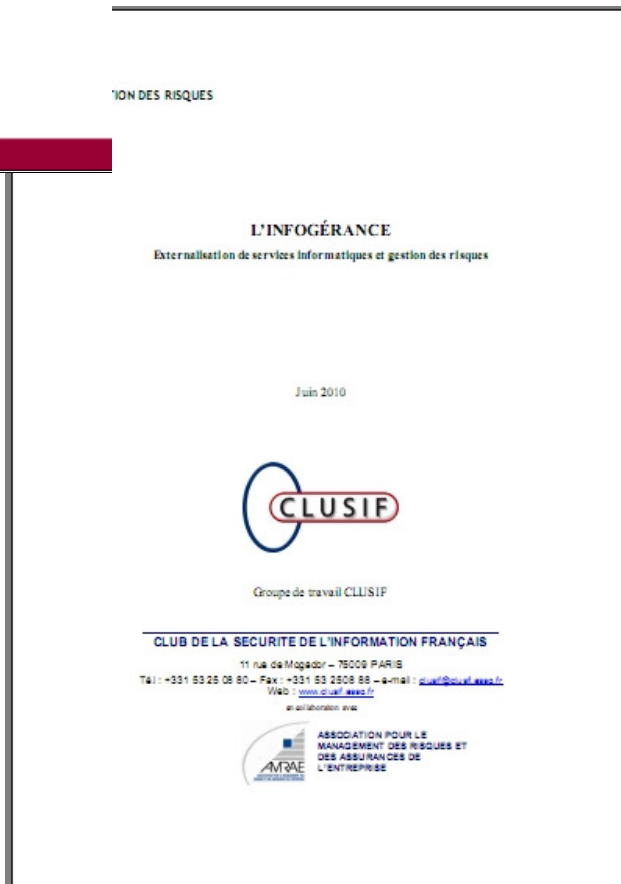 TION DES RISQUES
L'INFOGÉRANCE
Externalisation de services informatiques et gestion des risques
Juin 2010
CLUSIF
Groupe de travail CLUSIF
CLUB DE LA SECURITE DE L'INFORMATION FRANÇAIS
11 rue de Mogador – 75009 PARIS
Tél : +331 5325 08 80 – Fax : +331 53 2508 88 – e-mail : clusif@clusif.asso.fr
Web : www.clusif.asso.fr
en collaboration avec
AMRAE
ASSOCIATION POUR LE
MANAGEMENT DES RISQUES ET
DES ASSURANCES DE
L'ENTREPRISE